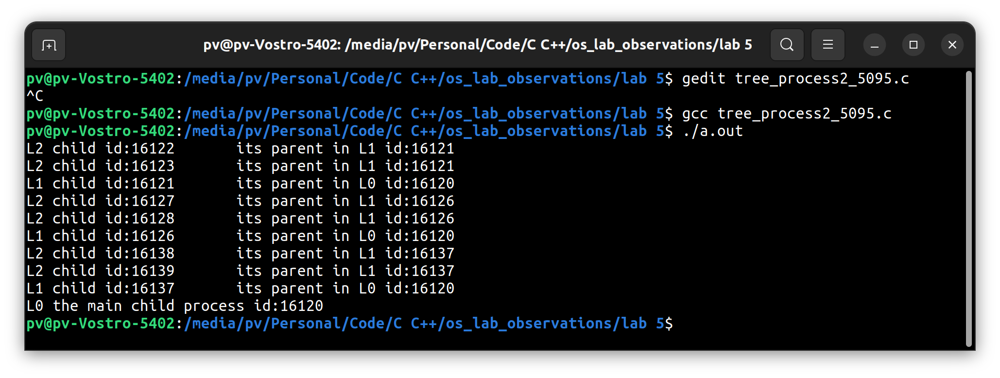 pv@pv-Vostro-5402: /media/pv/Personal/Code/C C++/os_lab_observations/lab 5
pv@pv-Vostro-5402:/media/pv/Personal/Code/C C++/os_lab_observations/lab 5$ gedit tree_process2_5095.c
^C
pv@pv-Vostro-5402:/media/pv/Personal/Code/C C++/os_lab_observations/lab 5$ gcc tree_process2_5095.c
pv@pv-Vostro-5402:/media/pv/Personal/Code/C C++/os_lab_observations/lab 5$ ./a.out
L2 child id:16122       its parent in L1 id:16121
L2 child id:16123       its parent in L1 id:16121
L1 child id:16121       its parent in L0 id:16120
L2 child id:16127       its parent in L1 id:16126
L2 child id:16128       its parent in L1 id:16126
L1 child id:16126       its parent in L0 id:16120
L2 child id:16138       its parent in L1 id:16137
L2 child id:16139       its parent in L1 id:16137
L1 child id:16137       its parent in L0 id:16120
L0 the main child process id:16120
pv@pv-Vostro-5402:/media/pv/Personal/Code/C C++/os_lab_observations/lab 5$